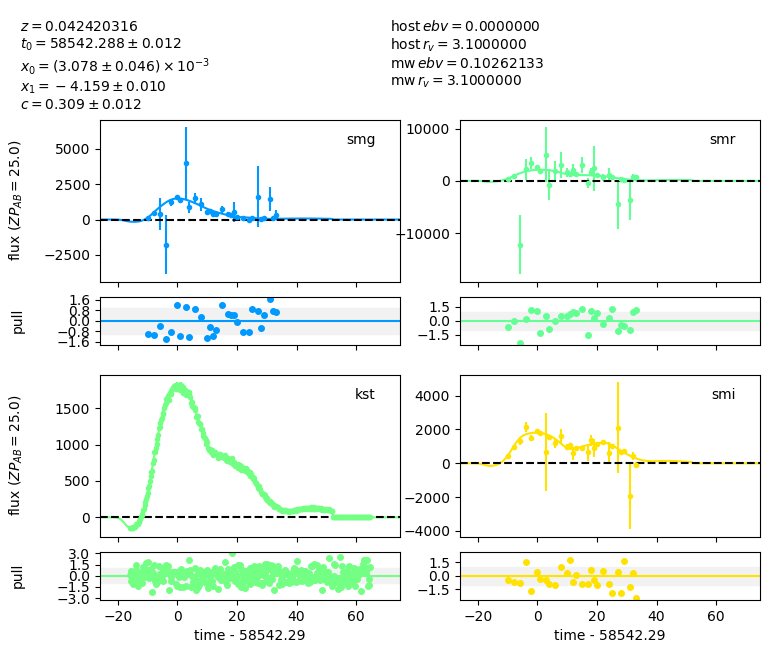 z = 0.042420316
t₀ = 58542.288 ± 0.012
x₀ = (3.078 ± 0.046) × 10⁻³
x₁ = −4.159 ± 0.010
c = 0.309 ± 0.012
host ebv = 0.0000000
host r_v = 3.1000000
mw ebv = 0.10262133
mw r_v = 3.1000000
smg
5000
2500
0
−2500
flux (ZP_AB = 25.0)
smr
10000
0
−10000
1.6
0.8
0.0
−0.8
−1.6
pull
1.5
0.0
−1.5
kst
1500
1000
500
0
flux (ZP_AB = 25.0)
smi
4000
2000
0
−2000
−4000
3.0
1.5
0.0
−1.5
−3.0
pull
1.5
0.0
−1.5
−20 0 20 40 60
time - 58542.29
−20 0 20 40 60
time - 58542.29